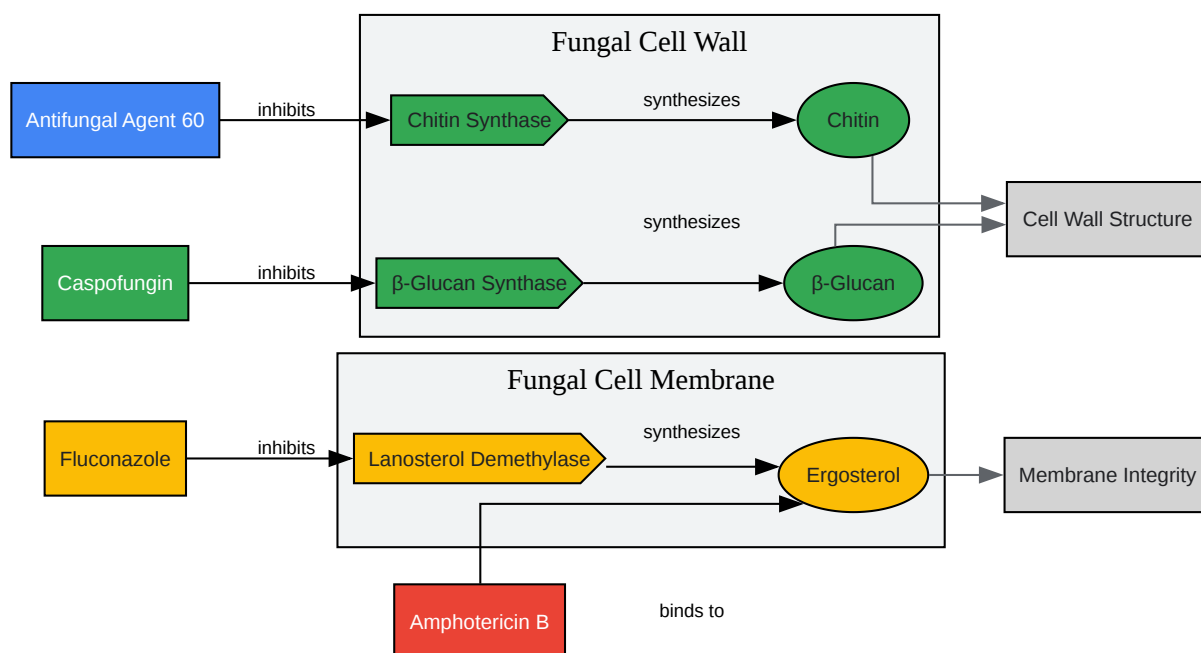 Fungal Cell Wall
Antifungal Agent 60
inhibits
Chitin Synthase
synthesizes
Chitin
Cell Wall Structure
Caspofungin
inhibits
β-Glucan Synthase
synthesizes
β-Glucan
Fungal Cell Membrane
Fluconazole
inhibits
Lanosterol Demethylase
synthesizes
Ergosterol
Membrane Integrity
Amphotericin B
binds to